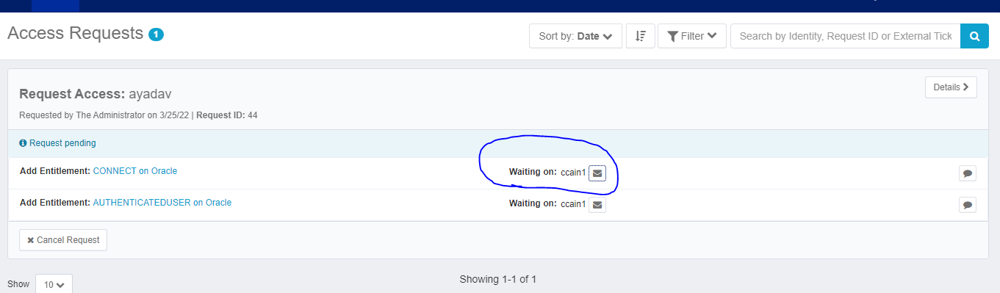 Access Requests 1
Sort by: Date
Filter
Search by Identity, Request ID or External Tick
Request Access: ayadav
Details
Requested by The Administrator on 3/25/22 | Request ID: 44
Request pending
Add Entitlement: CONNECT on Oracle
Waiting on: ccain1
Add Entitlement: AUTHENTICATEDUSER on Oracle
Waiting on: ccain1
Cancel Request
Show 10
Showing 1-1 of 1